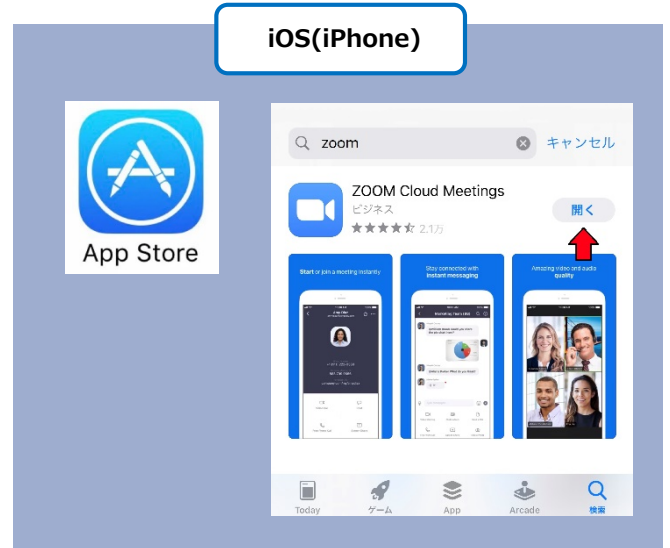 iOS(iPhone)
App Store
zoom
キャンセル
ZOOM Cloud Meetings
ビジネス
2.1万
開く
Start or join a meeting instantly
Stay connected with
instant messaging
Amazing video and audio
quality
Today
ゲーム
App
Arcade
検索